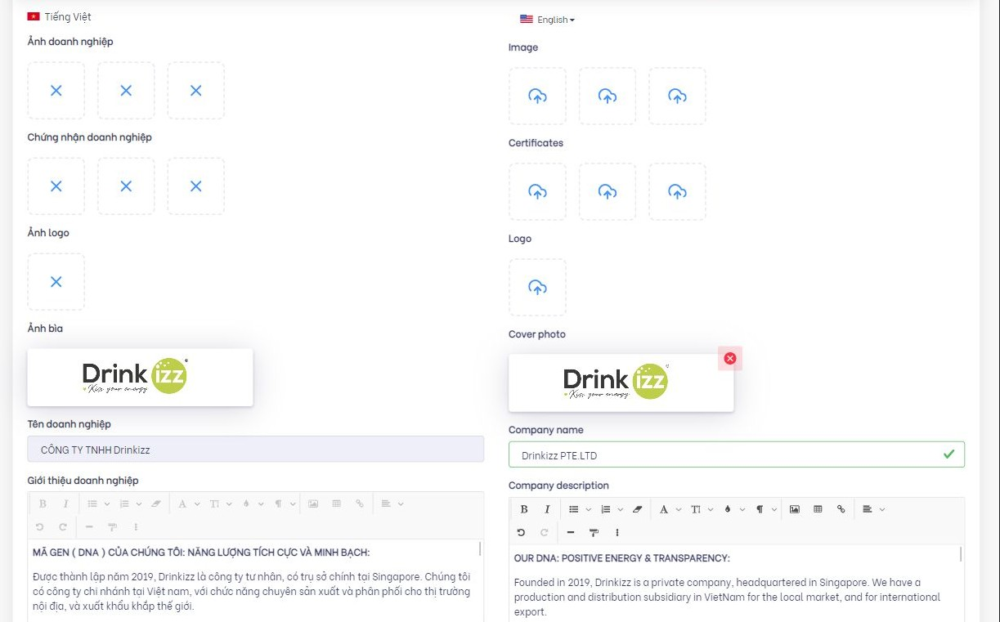 Tiếng Việt
Ảnh doanh nghiệp
Chứng nhận doanh nghiệp
Ảnh logo
Ảnh bìa
Drink izz
Kiss your energy
Tên doanh nghiệp
CÔNG TY TNHH Drinkizz
Giới thiệu doanh nghiệp
B I A TI
MÃ GEN ( DNA ) CỦA CHÚNG TÔI: NĂNG LƯỢNG TÍCH CỰC VÀ MINH BẠCH:
Được thành lập năm 2019, Drinkizz là công ty tư nhân, có trụ sở chính tại Singapore. Chúng tôi
có công ty chi nhánh tại Việt nam, với chức năng chuyên sản xuất và phân phối cho thị trường
nội địa, và xuất khẩu khắp thế giới.
English
Image
Certificates
Logo
Cover photo
Drink izz
Kiss your energy
Company name
Drinkizz PTE.LTD
Company description
B I A TI
OUR DNA: POSITIVE ENERGY & TRANSPARENCY:
Founded in 2019, Drinkizz is a private company, headquartered in Singapore. We have a
production and distribution subsidiary in VietNam for the local market, and for international
export.